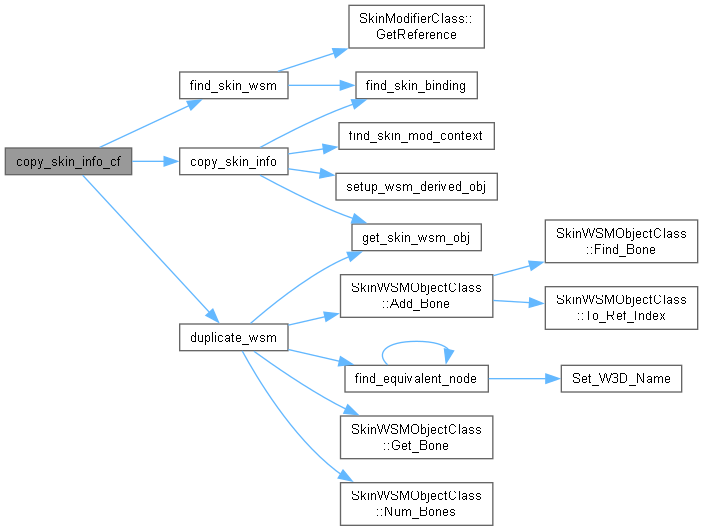 SkinModifierClass::
GetReference
find_skin_wsm
find_skin_binding
find_skin_mod_context
copy_skin_info_cf
copy_skin_info
setup_wsm_derived_obj
get_skin_wsm_obj
SkinWSMObjectClass
::Find_Bone
SkinWSMObjectClass
::Add_Bone
SkinWSMObjectClass
::To_Ref_Index
duplicate_wsm
find_equivalent_node
Set_W3D_Name
SkinWSMObjectClass
::Get_Bone
SkinWSMObjectClass
::Num_Bones